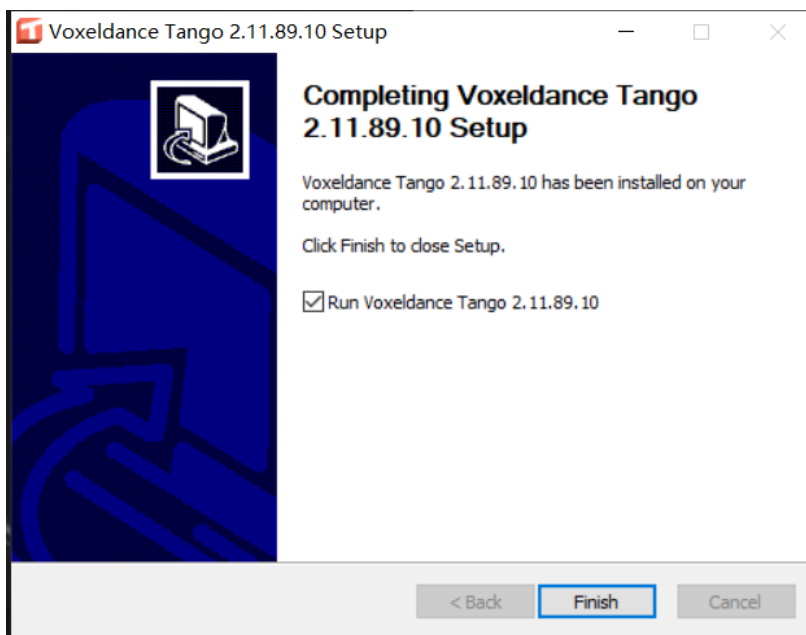 Voxeldance Tango 2.11.89.10 Setup
Completing Voxeldance Tango
2.11.89.10 Setup
Voxeldance Tango 2.11.89.10 has been installed on your
computer.
Click Finish to close Setup.
Run Voxeldance Tango 2.11.89.10
< Back
Finish
Cancel